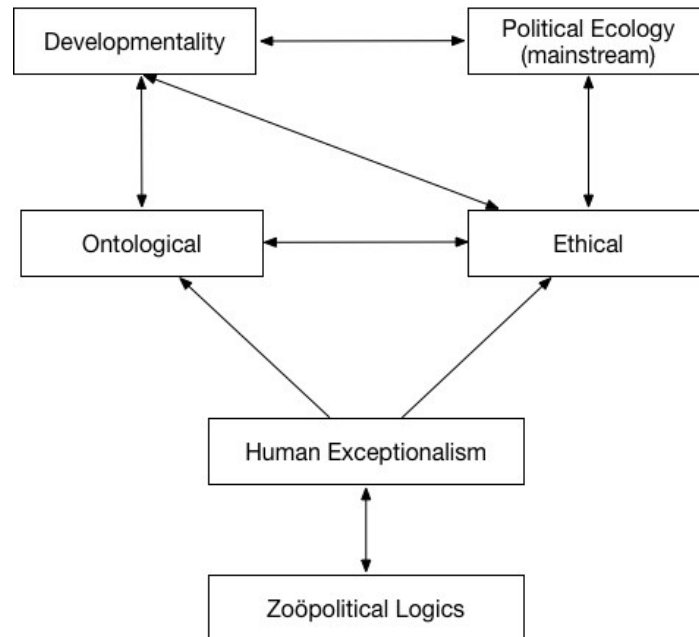 Developmentality
Political Ecology
(mainstream)
Ontological
Ethical
Human Exceptionalism
Zoöpolitical Logics